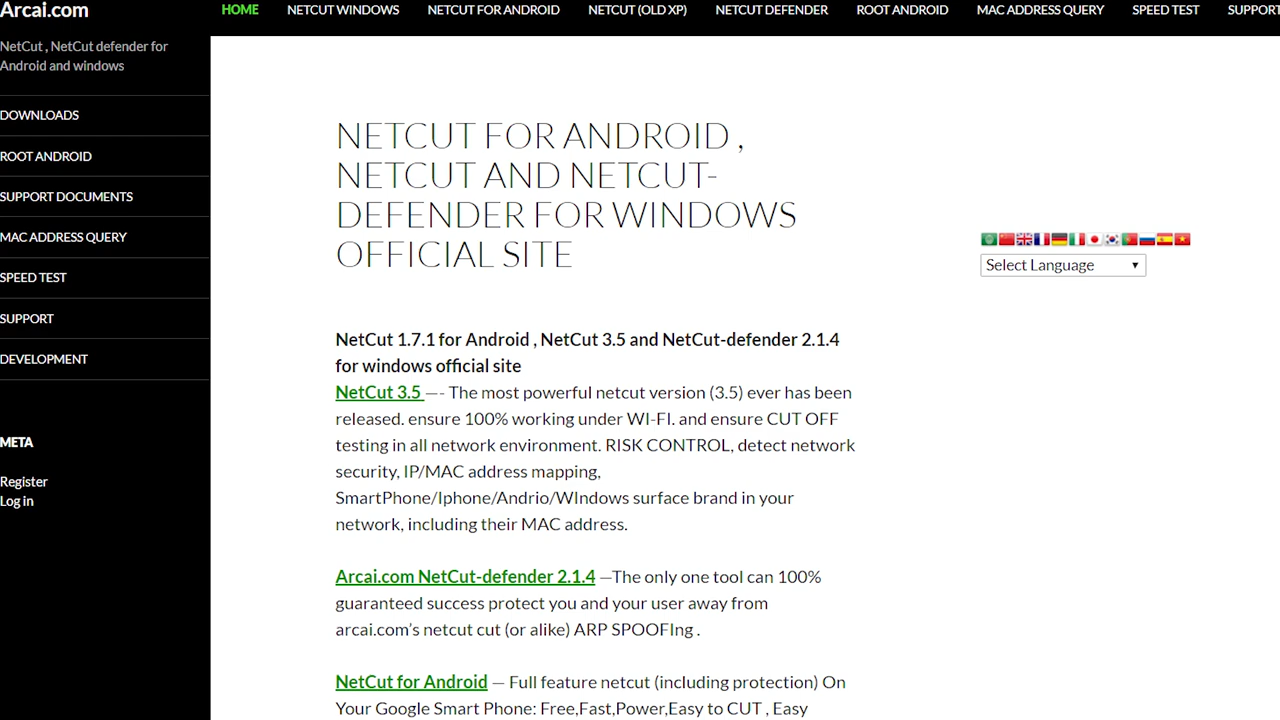 Arcai.com
HOME NETCUT WINDOWS NETCUT FOR ANDROID NETCUT (OLD XP) NETCUT DEFENDER ROOT ANDROID MAC ADDRESS QUERY SPEED TEST SUPPORT
NetCut , NetCut defender for
Android and windows
DOWNLOADS
ROOT ANDROID
SUPPORT DOCUMENTS
MAC ADDRESS QUERY
SPEED TEST
SUPPORT
DEVELOPMENT
META
Register
Log in
NETCUT FOR ANDROID ,
NETCUT AND NETCUT-
DEFENDER FOR WINDOWS
OFFICIAL SITE
Select Language
NetCut 1.7.1 for Android , NetCut 3.5 and NetCut-defender 2.1.4
for windows official site
NetCut 3.5 —- The most powerful netcut version (3.5) ever has been
released. ensure 100% working under WI-FI. and ensure CUT OFF
testing in all network environment. RISK CONTROL, detect network
security, IP/MAC address mapping,
SmartPhone/Iphone/Andrio/WIndows surface brand in your
network, including their MAC address.
Arcai.com NetCut-defender 2.1.4 —The only one tool can 100%
guaranteed success protect you and your user away from
arcai.com’s netcut cut (or alike) ARP SPOOFIng .
NetCut for Android — Full feature netcut (including protection) On
Your Google Smart Phone: Free,Fast,Power,Easy to CUT , Easy